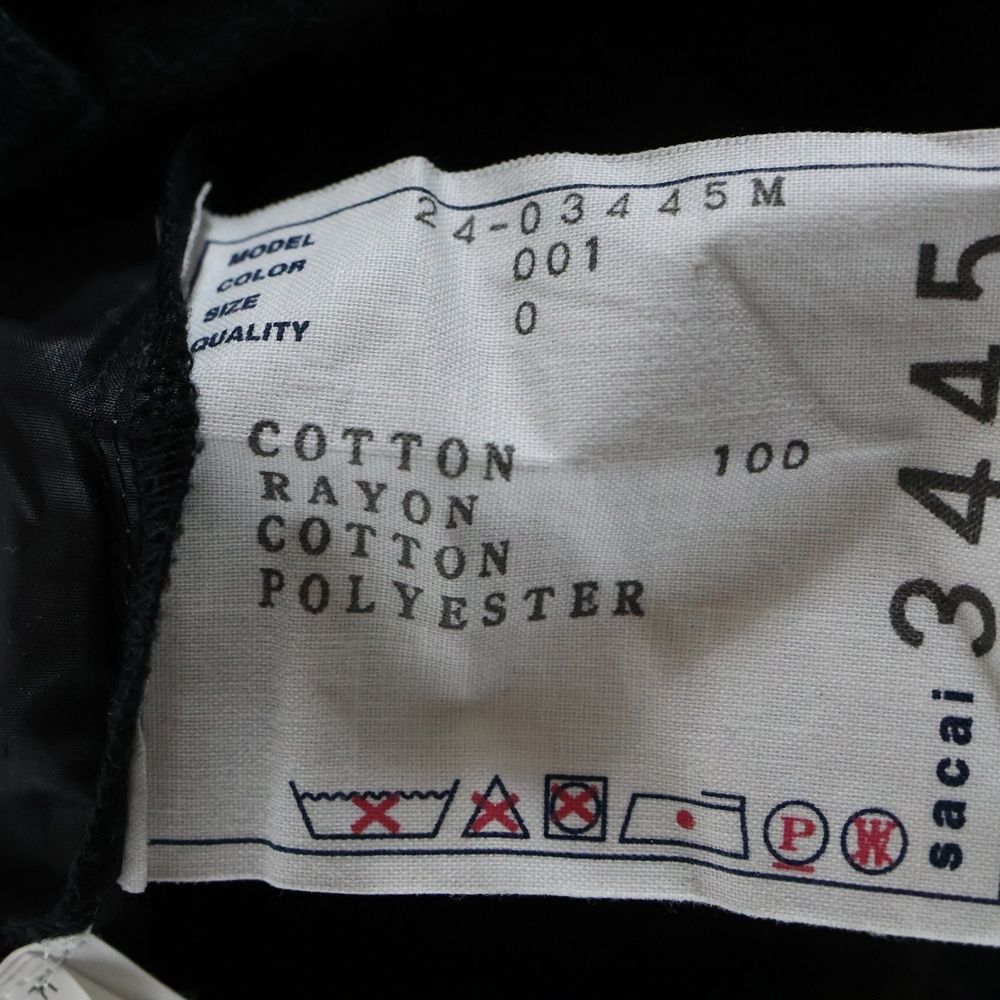 MODEL 24-03445M
COLOR 001
SIZE 0
QUALITY
COTTON 100
RAYON
COTTON
POLYESTER
P
W
sacai 3445